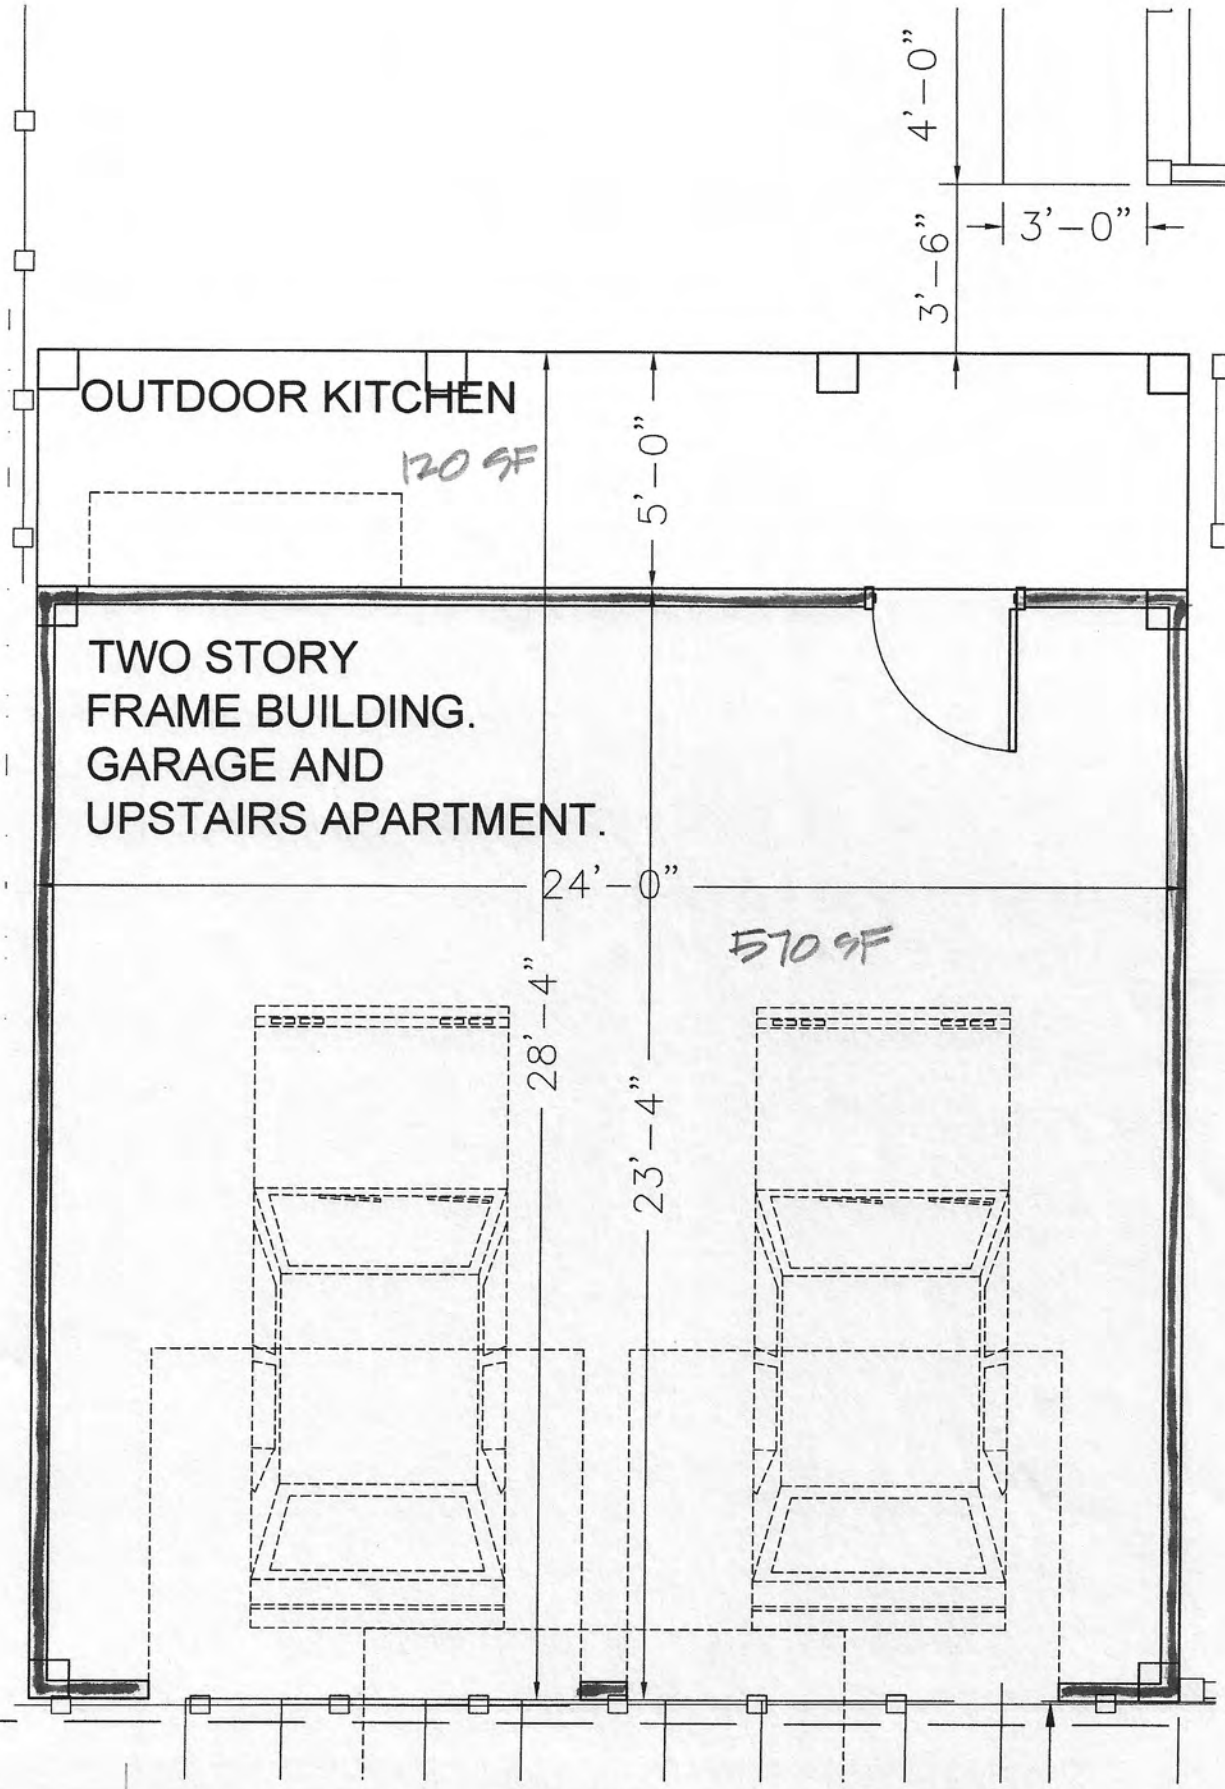 4'-0"
3'-6"
3'-0"
OUTDOOR KITCHEN
120 SF
5'-0"
TWO STORY
FRAME BUILDING.
GARAGE AND
UPSTAIRS APARTMENT.
24'-0"
570 SF
28'-4"
23'-4"